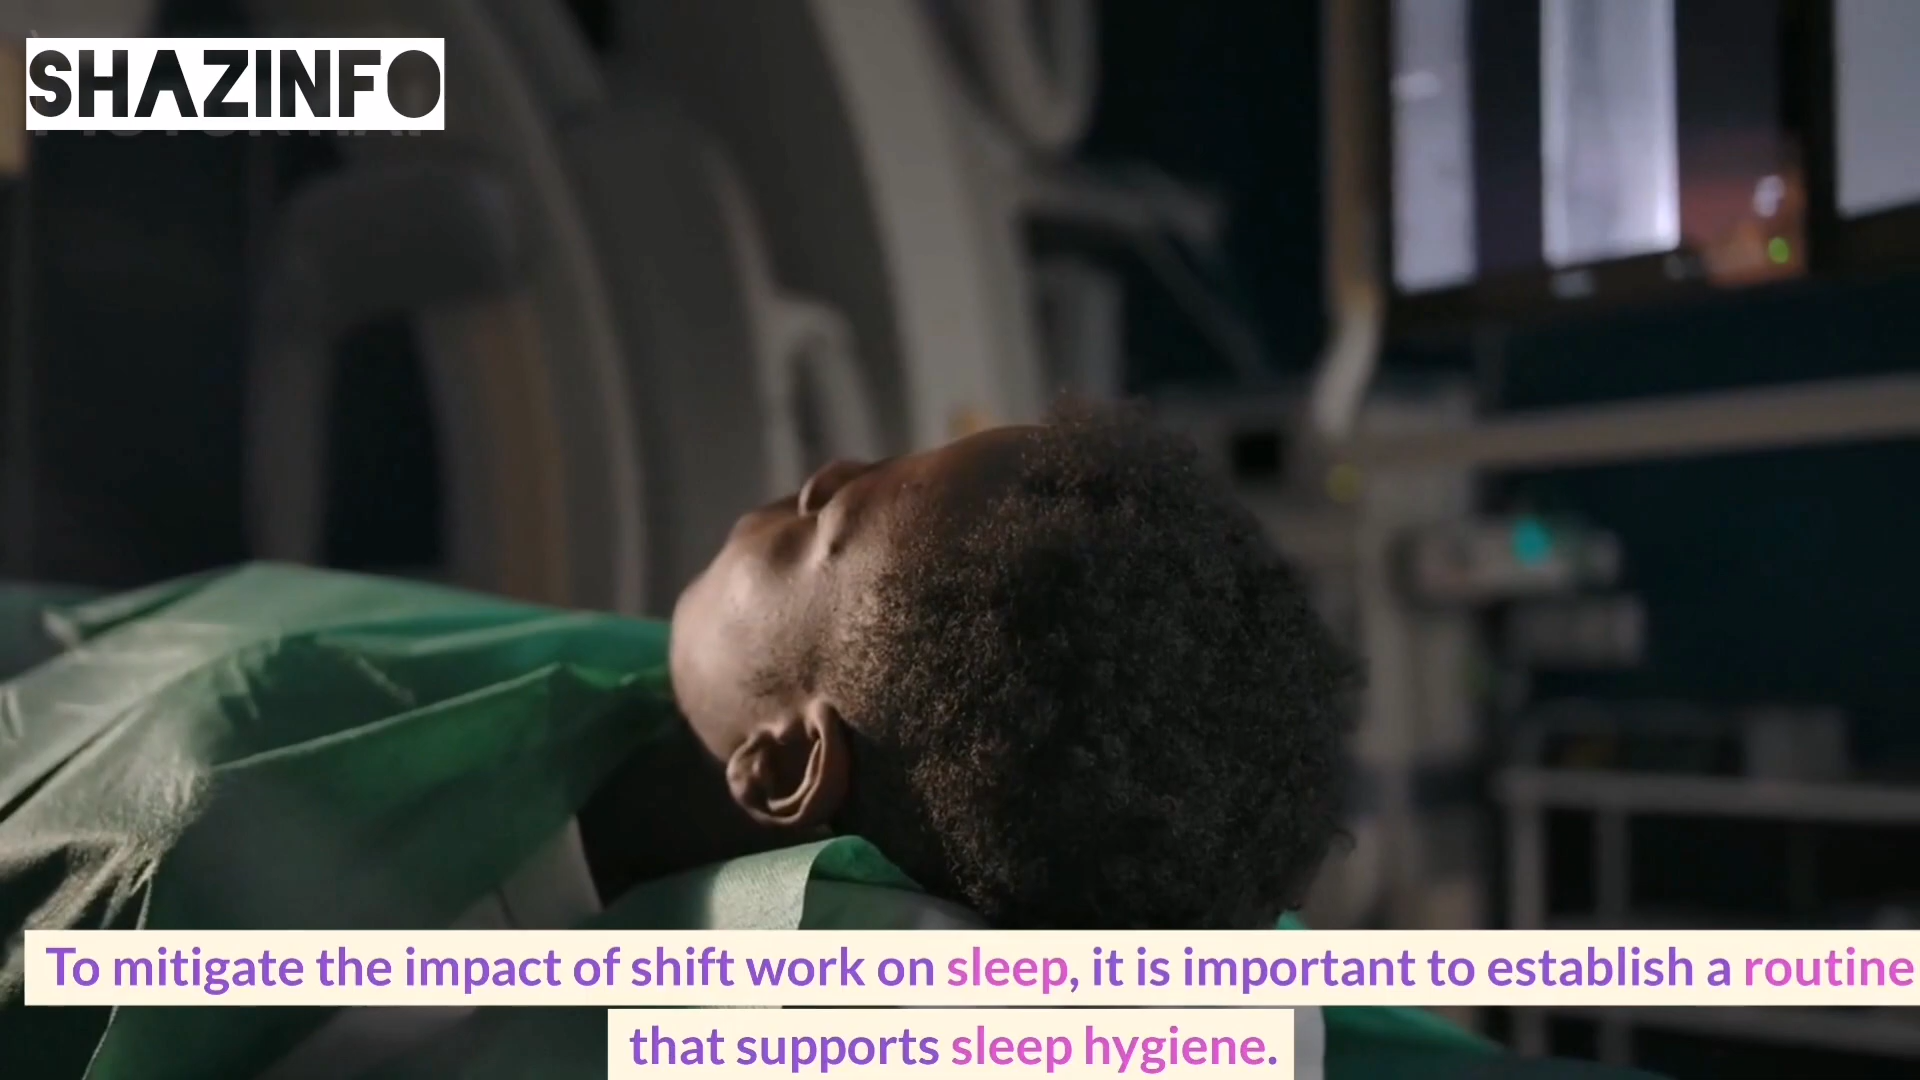 SHAZINFO
To mitigate the impact of shift work on sleep, it is important to establish a routine
that supports sleep hygiene.